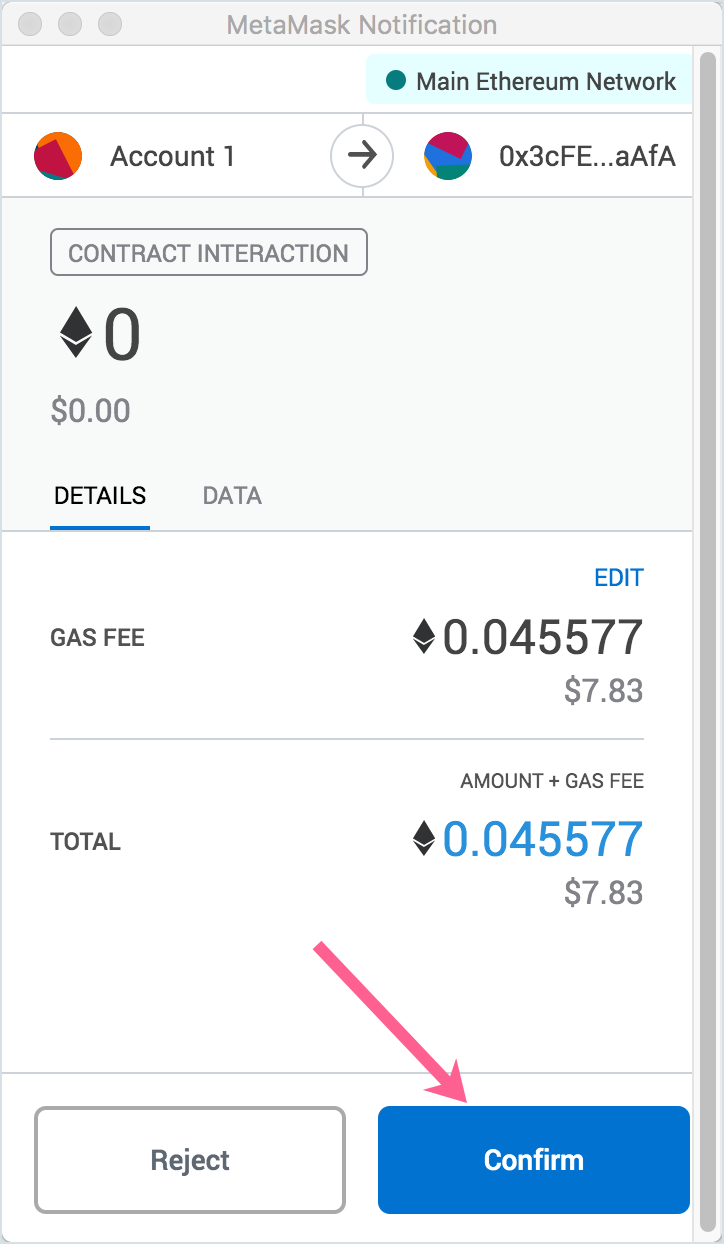 MetaMask Notification
Main Ethereum Network
Account 1
0x3cFE...aAfA
CONTRACT INTERACTION
0
$0.00
DETAILS DATA
EDIT
GAS FEE
0.045577
$7.83
AMOUNT + GAS FEE
TOTAL
0.045577
$7.83
Reject Confirm